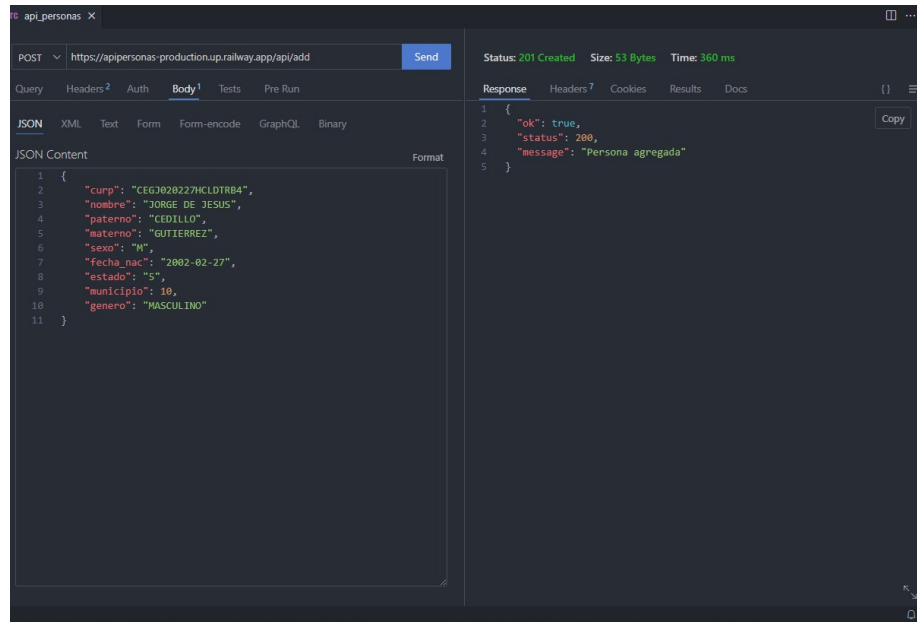 TC api_personas ×
POST https://apipersonas-production.up.railway.app/api/add Send
Query Headers 2 Auth Body 1 Tests Pre Run
JSON XML Text Form Form-encode GraphQL Binary
JSON Content Format
1 {
2 "curp": "CEGJ020227HCLDTRB4",
3 "nombre": "JORGE DE JESUS",
4 "paterno": "CEDILLO",
5 "materno": "GUTIERREZ",
6 "sexo": "M",
7 "fecha_nac": "2002-02-27",
8 "estado": "5",
9 "municipio": 10,
10 "genero": "MASCULINO"
11 }
Status: 201 Created Size: 53 Bytes Time: 360 ms
Response Headers 7 Cookies Results Docs {}
Copy
1 {
2 "ok": true,
3 "status": 200,
4 "message": "Persona agregada"
5 }